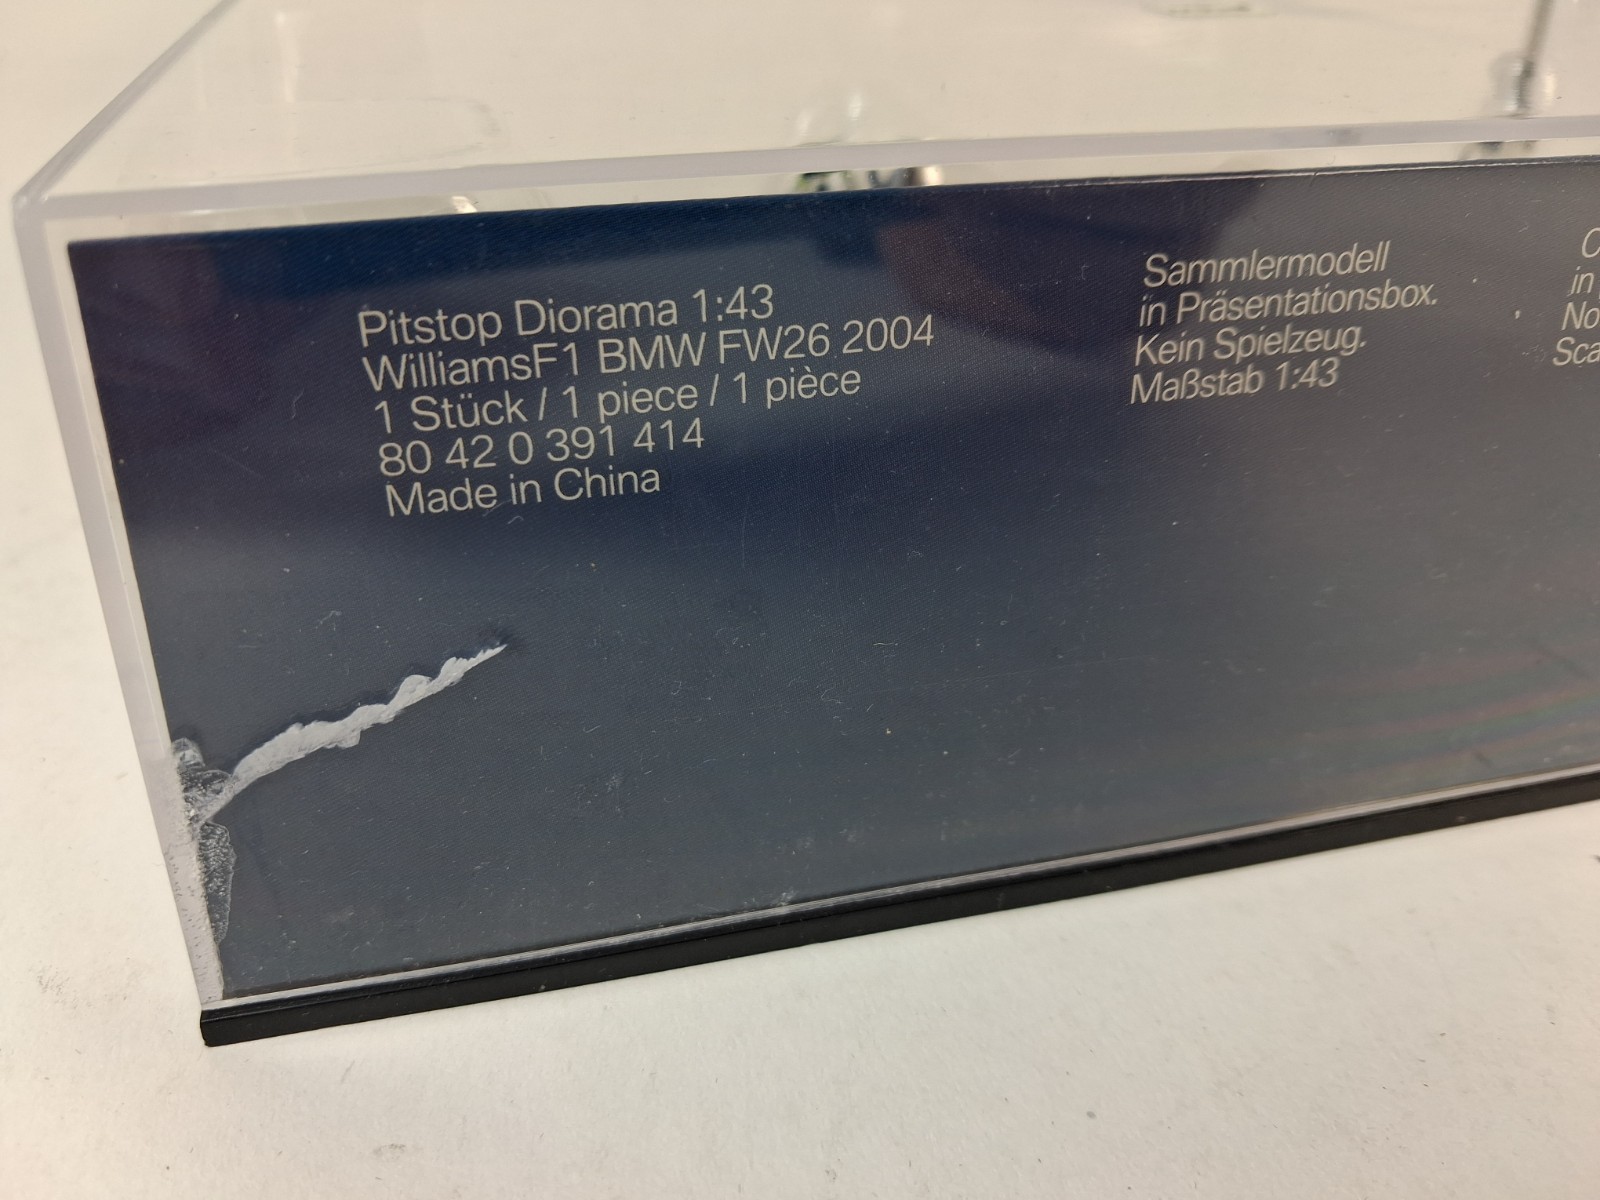 Pitstop Diorama 1:43
WilliamsF1 BMW FW26 2004
1 Stück / 1 piece / 1 pièce
80 42 0 391 414
Made in China
Sammlermodell
in Präsentationsbox.
Kein Spielzeug.
Maßstab 1:43
in